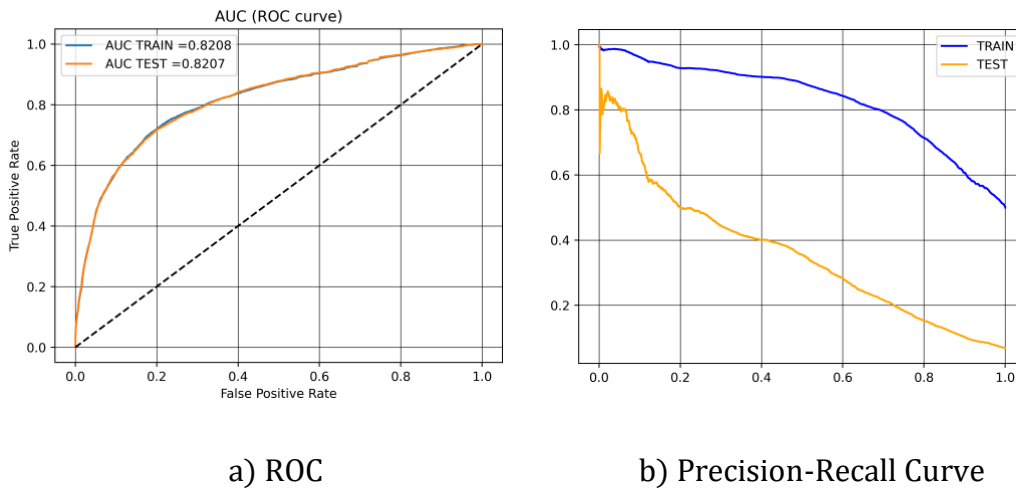 AUC (ROC curve)
AUC TRAIN =0.8208
AUC TEST =0.8207
True Positive Rate
1.0
0.8
0.6
0.4
0.2
0.0
0.0 0.2 0.4 0.6 0.8 1.0
False Positive Rate
TRAIN
TEST
1.0
0.8
0.6
0.4
0.2
0.0 0.2 0.4 0.6 0.8 1.0
a) ROC
b) Precision-Recall Curve